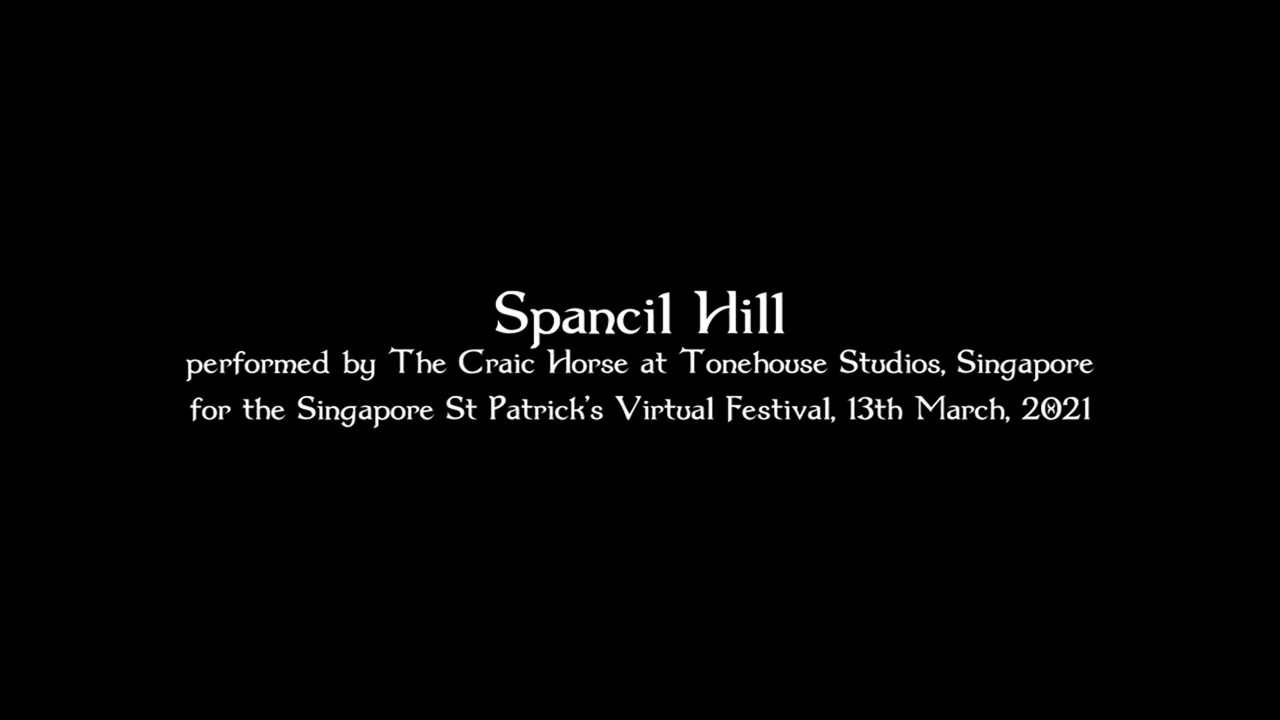 Spancil Hill
performed by The Craic Horse at Tonehouse Studios, Singapore
for the Singapore St Patrick's Virtual Festival, 13th March, 2021